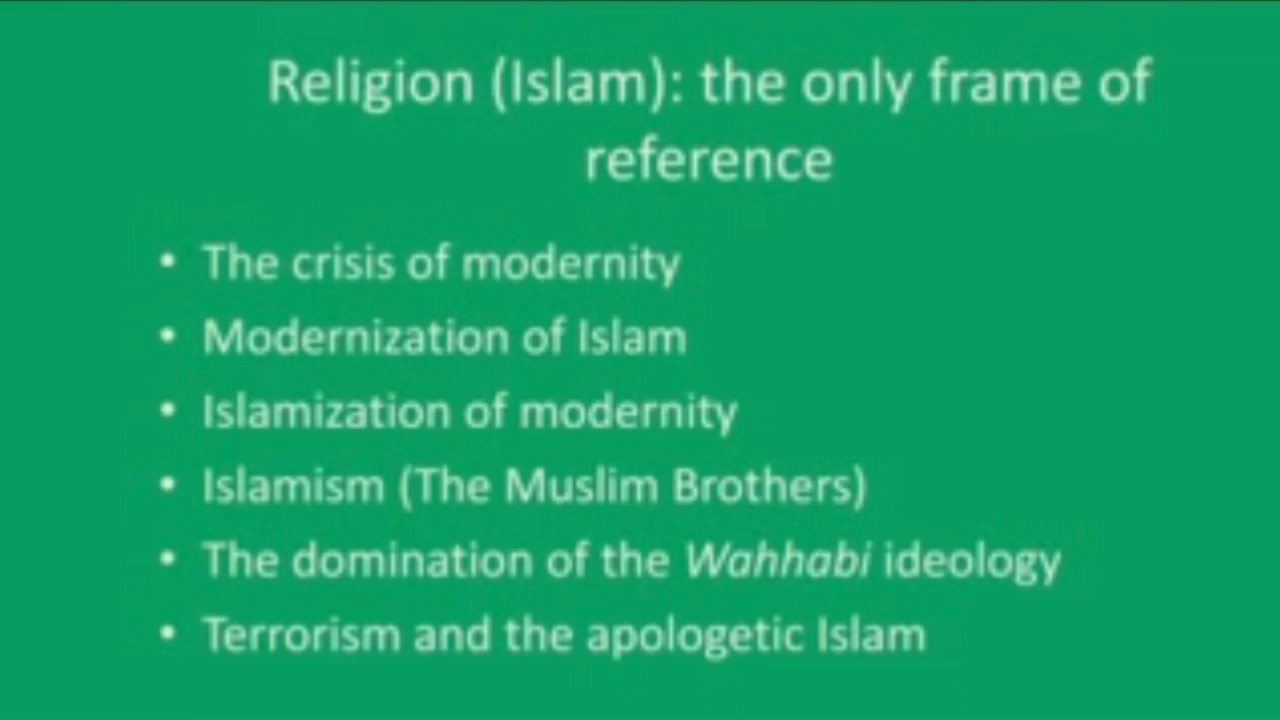 Religion (Islam): the only frame of
reference
• The crisis of modernity
• Modernization of Islam
• Islamization of modernity
• Islamism (The Muslim Brothers)
• The domination of the Wahhabi ideology
• Terrorism and the apologetic Islam